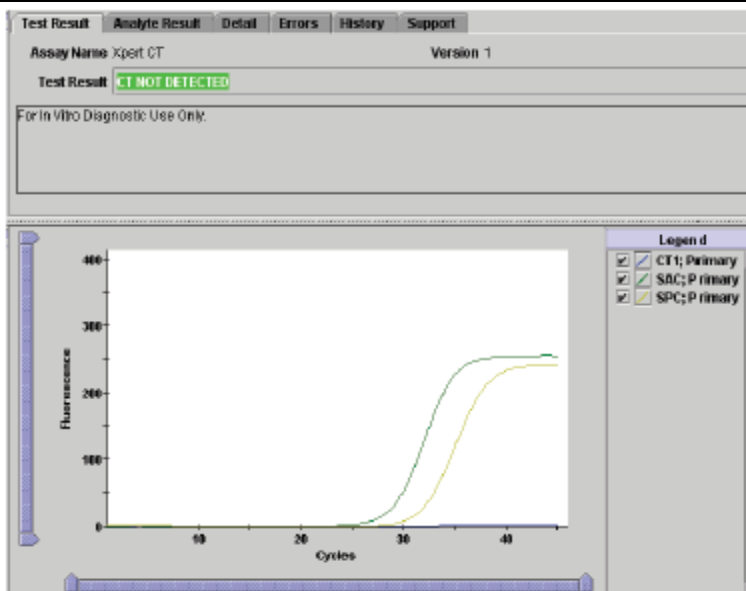 Test Result Analyte Result Detail Errors History Support
Assay Name Xpert CT Version 1
Test Result CT NOT DETECTED
For In Vitro Diagnostic Use Only.
Legend
CT1; Primary
SAC; Primary
SPC; Primary
400
300
200
100
0
Fluorescence
10 20 30 40
Cycles